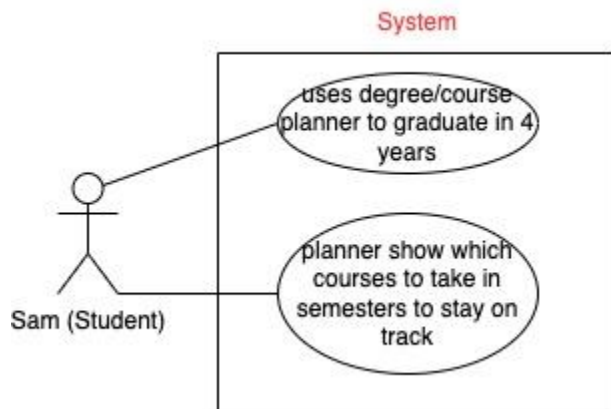 System
uses degree/course
planner to graduate in 4
years
planner show which
courses to take in
semesters to stay on
track
Sam (Student)